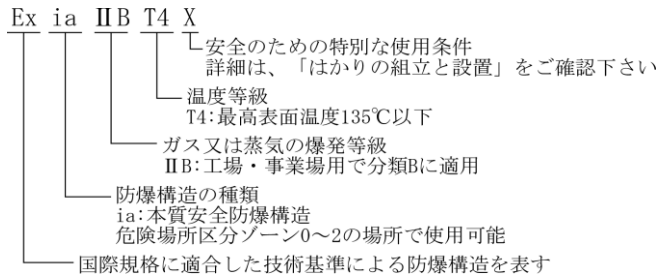 Ex ia ⅡB T4 X
安全のための特別な使用条件
詳細は、「はかりの組立と設置」をご確認下さい
温度等級
T4:最高表面温度135℃以下
ガス又は蒸気の爆発等級
ⅡB:工場・事業場用で分類Bに適用
防爆構造の種類
ia:本質安全防爆構造
危険場所区分ゾーン0～2の場所で使用可能
国際規格に適合した技術基準による防爆構造を表す